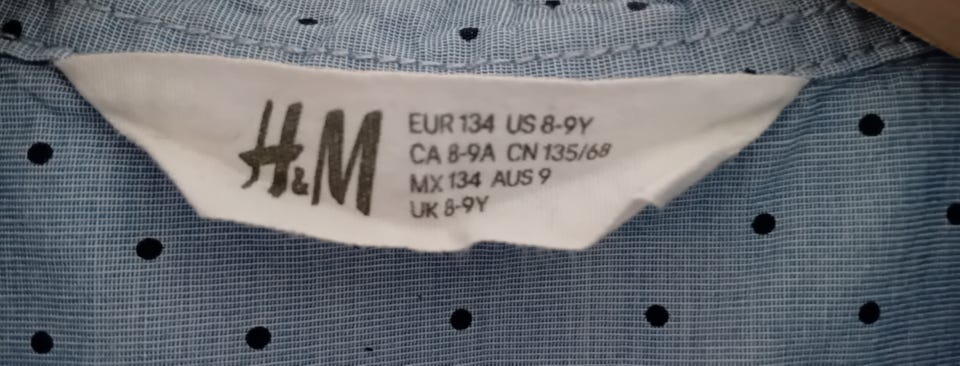 H&M
EUR 134 US 8-9Y
CA 8-9A CN 135/68
MX 134 AUS 9
UK 8-9Y